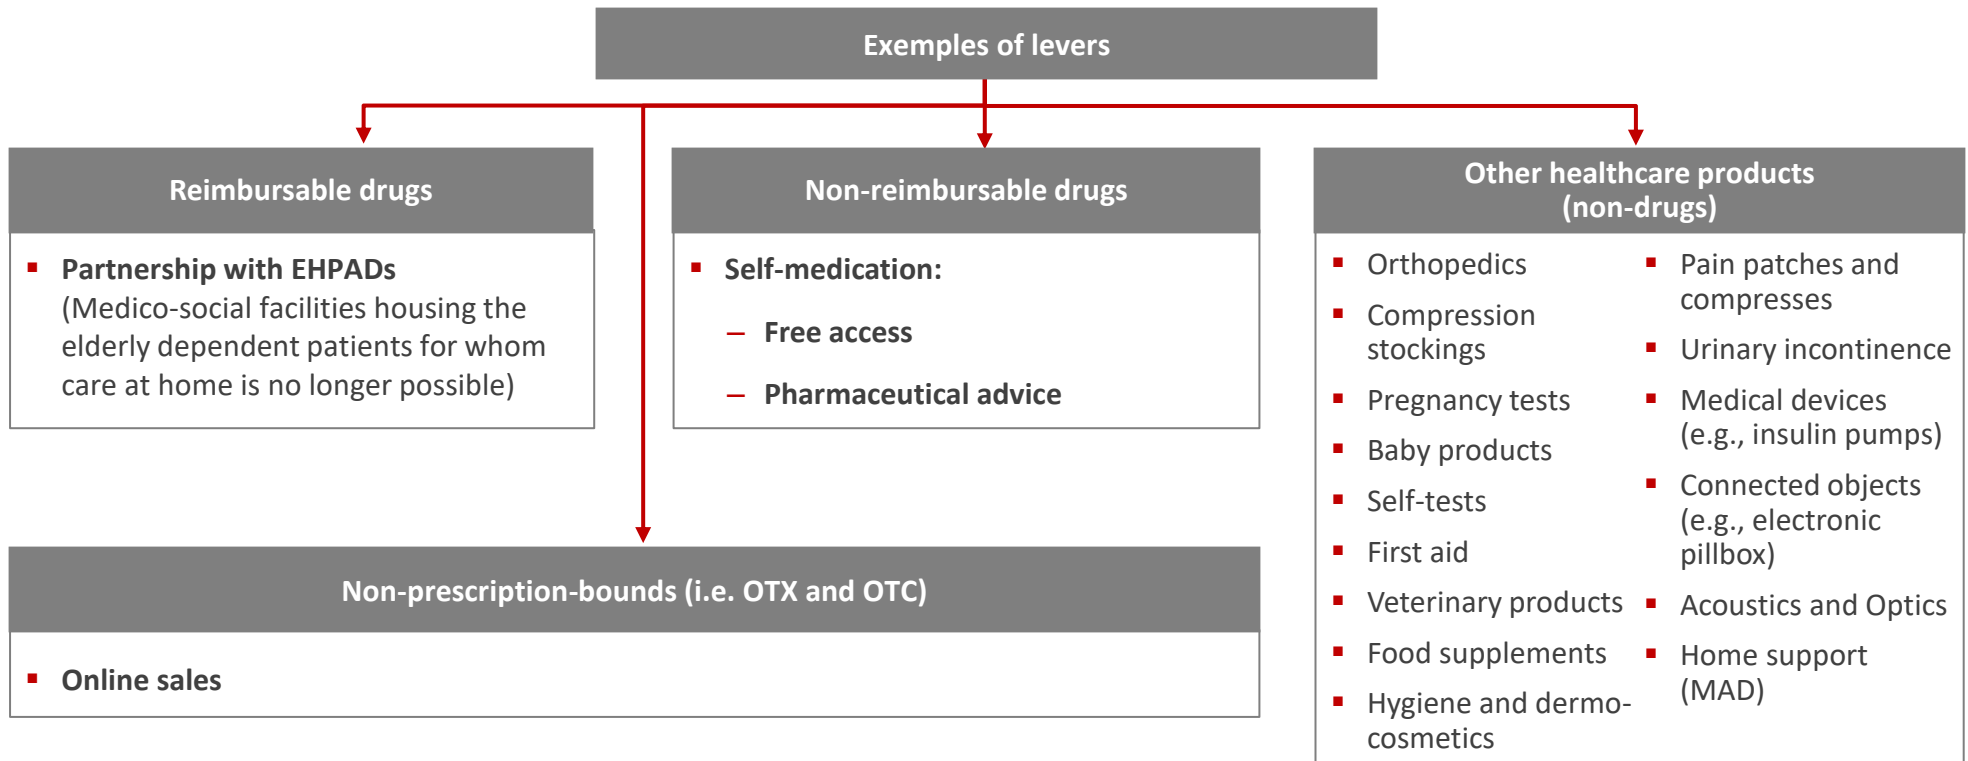 Exemples of levers
Reimbursable drugs
▪ Partnership with EHPADs
(Medico-social facilities housing the
elderly dependent patients for whom
care at home is no longer possible)
Non-reimbursable drugs
▪ Self-medication:
– Free access
– Pharmaceutical advice
Non-prescription-bounds (i.e. OTX and OTC)
▪ Online sales
Other healthcare products
(non-drugs)
▪ Orthopedics
▪ Compression
stockings
▪ Pregnancy tests
▪ Baby products
▪ Self-tests
▪ First aid
▪ Veterinary products
▪ Food supplements
▪ Hygiene and dermo-
cosmetics
▪ Pain patches and
compresses
▪ Urinary incontinence
▪ Medical devices
(e.g., insulin pumps)
▪ Connected objects
(e.g., electronic
pillbox)
▪ Acoustics and Optics
▪ Home support
(MAD)